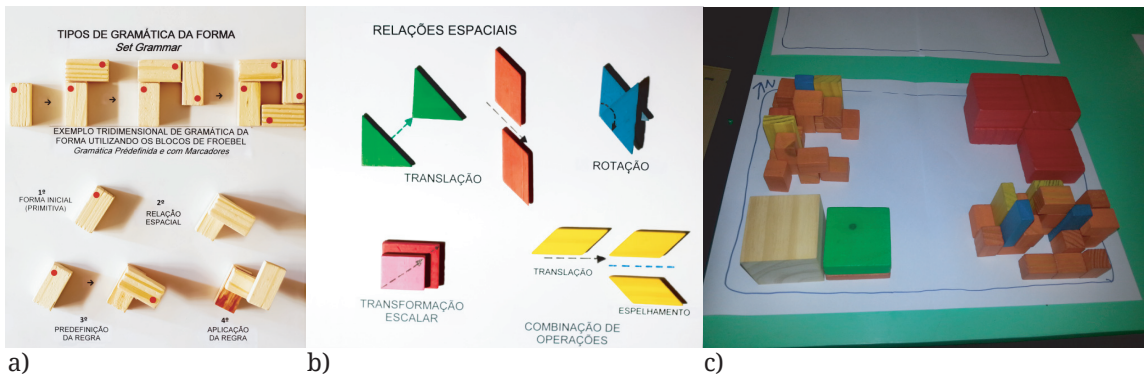 TIPOS DE GRAMÁTICA DA FORMA
Set Grammar
EXEMPLO TRIDIMENSIONAL DE GRAMÁTICA DA
FORMA UTILIZANDO OS BLOCOS DE FROEBEL
Gramática Prédefinida e com Marcadores
1º
FORMA INICIAL
(PRIMITIVA)
2º
RELAÇÃO
ESPACIAL
3º
PREDEFINIÇÃO
DA REGRA
4º
APLICAÇÃO
DA REGRA
a)
RELAÇÕES ESPACIAIS
TRANSLAÇÃO
ROTAÇÃO
TRANSFORMAÇÃO
ESCALAR
TRANSLAÇÃO
ESPELHAMENTO
COMBINAÇÃO DE
OPERAÇÕES
b)
N
c)